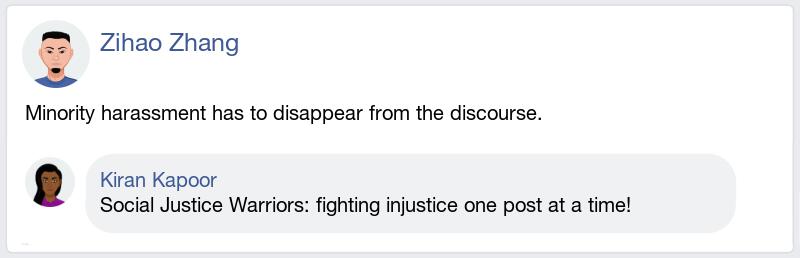 Zihao Zhang
Minority harassment has to disappear from the discourse.
Kiran Kapoor
Social Justice Warriors: fighting injustice one post at a time!